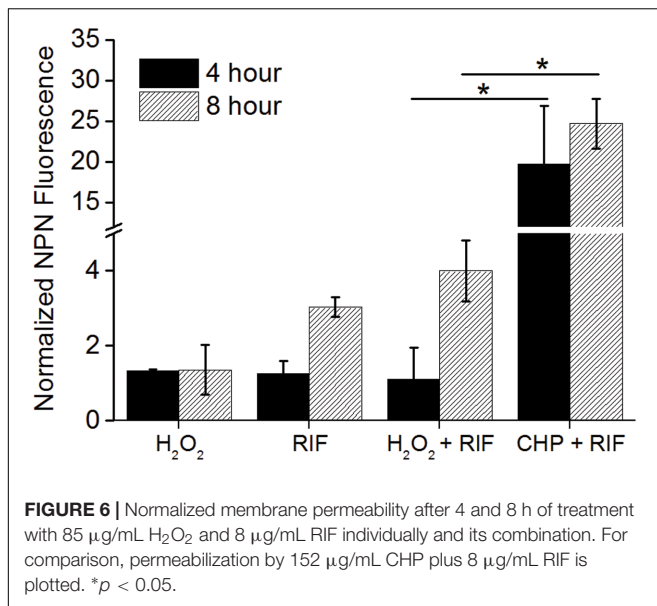 35
30
25
20
15
4
2
0
Normalized NPN Fluorescence
4 hour
8 hour
*
*
H₂O₂
RIF
H₂O₂ + RIF
CHP + RIF
FIGURE 6 | Normalized membrane permeability after 4 and 8 h of treatment
with 85 μg/mL H₂O₂ and 8 μg/mL RIF individually and its combination. For
comparison, permeabilization by 152 μg/mL CHP plus 8 μg/mL RIF is
plotted. *p < 0.05.